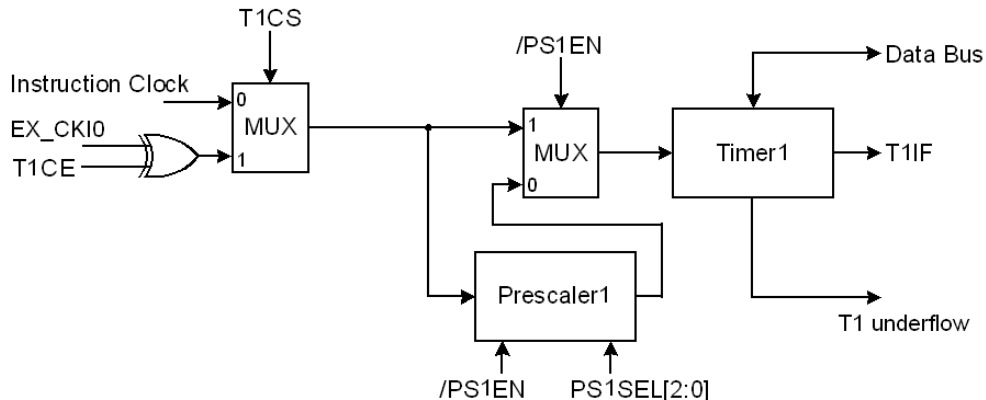 T1CS
/PS1EN
Data Bus
Instruction Clock
0
MUX
EX_CKI0
T1CE
1
1
MUX
0
Timer1
T1IF
Prescaler1
T1 underflow
/PS1EN
PS1SEL[2:0]